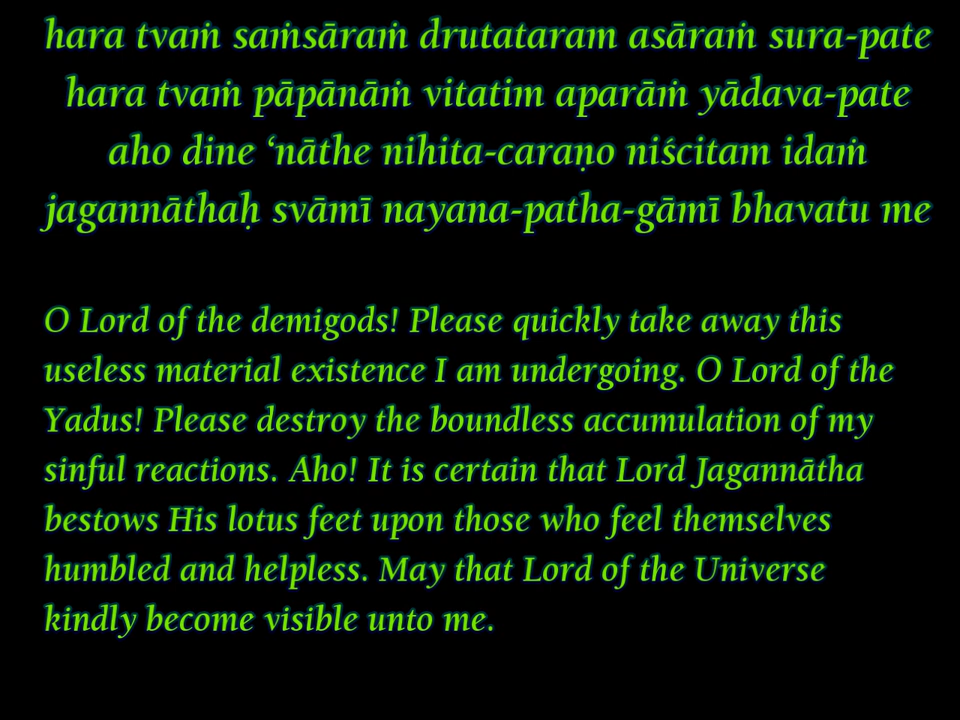 hara tvaṁ saṁsāraṁ drutataram asāraṁ sura-pate
hara tvaṁ pāpānāṁ vitatim aparāṁ yādava-pate
aho dine ‘nāthe nihita-caraṇo niścitam idaṁ
jagannāthaḥ svāmī nayana-patha-gāmī bhavatu me
O Lord of the demigods! Please quickly take away this
useless material existence I am undergoing. O Lord of the
Yadus! Please destroy the boundless accumulation of my
sinful reactions. Aho! It is certain that Lord Jagannātha
bestows His lotus feet upon those who feel themselves
humbled and helpless. May that Lord of the Universe
kindly become visible unto me.